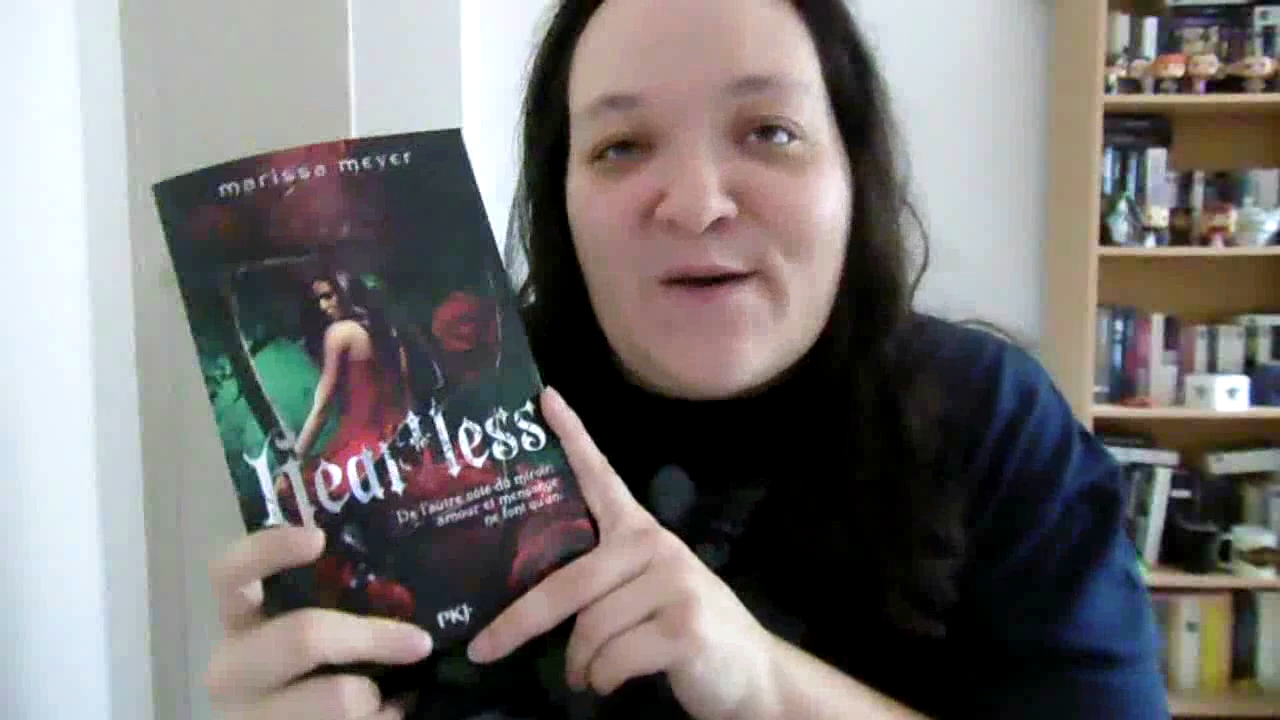 marissa meyer
Heartless
De l'autre côté du miroir,
amour et mensonge
ne font qu'un.
PKJ.